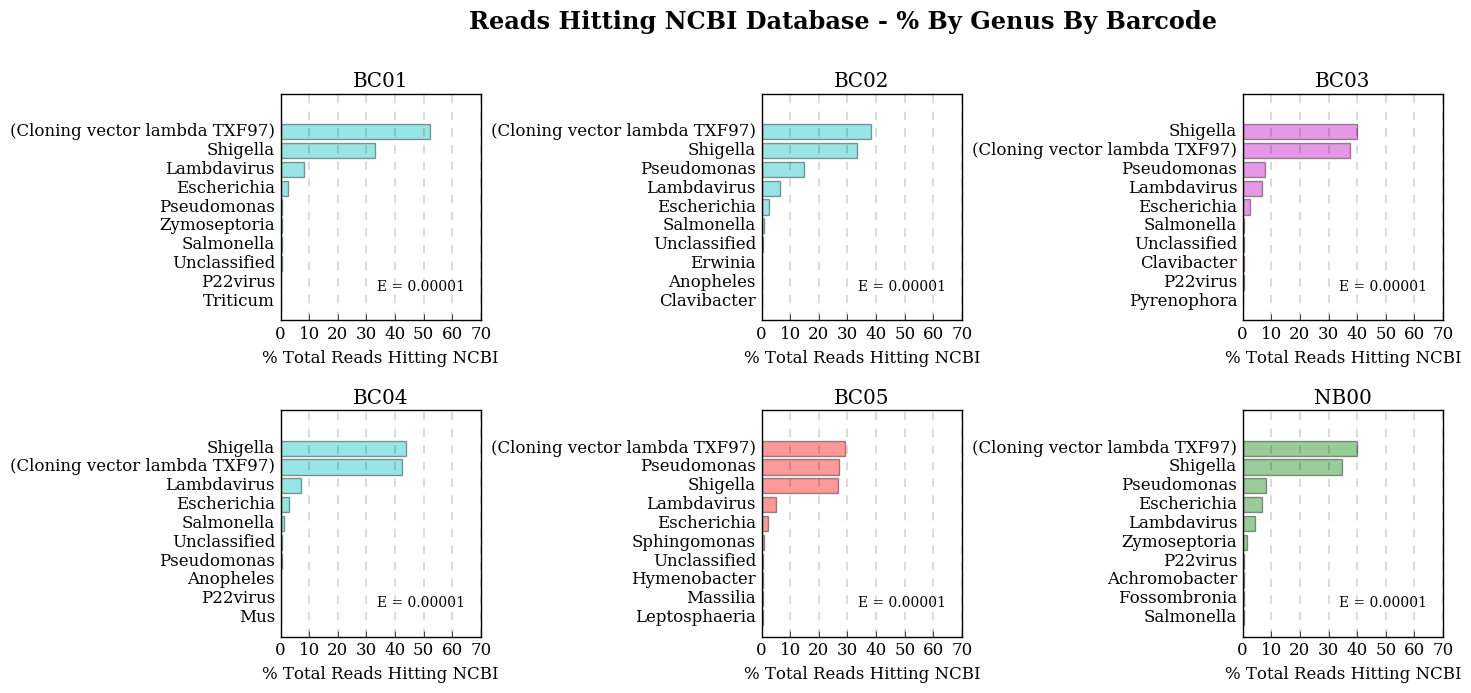 Reads Hitting NCBI Database - % By Genus By Barcode
BC01
(Cloning vector lambda TXF97)
Shigella
Lambdavirus
Escherichia
Pseudomonas
Zymoseptoria
Salmonella
Unclassified
P22virus
Triticum
E = 0.00001
0 10 20 30 40 50 60 70
% Total Reads Hitting NCBI
BC02
(Cloning vector lambda TXF97)
Shigella
Pseudomonas
Lambdavirus
Escherichia
Salmonella
Unclassified
Erwinia
Anopheles
Clavibacter
E = 0.00001
0 10 20 30 40 50 60 70
% Total Reads Hitting NCBI
BC03
Shigella
(Cloning vector lambda TXF97)
Pseudomonas
Lambdavirus
Escherichia
Salmonella
Unclassified
Clavibacter
P22virus
Pyrenophora
E = 0.00001
0 10 20 30 40 50 60 70
% Total Reads Hitting NCBI
BC04
Shigella
(Cloning vector lambda TXF97)
Lambdavirus
Escherichia
Salmonella
Unclassified
Pseudomonas
Anopheles
P22virus
Mus
E = 0.00001
0 10 20 30 40 50 60 70
% Total Reads Hitting NCBI
BC05
(Cloning vector lambda TXF97)
Pseudomonas
Shigella
Lambdavirus
Escherichia
Sphingomonas
Unclassified
Hymenobacter
Massilia
Leptosphaeria
E = 0.00001
0 10 20 30 40 50 60 70
% Total Reads Hitting NCBI
NB00
(Cloning vector lambda TXF97)
Shigella
Pseudomonas
Escherichia
Lambdavirus
Zymoseptoria
P22virus
Achromobacter
Fossombronia
Salmonella
E = 0.00001
0 10 20 30 40 50 60 70
% Total Reads Hitting NCBI